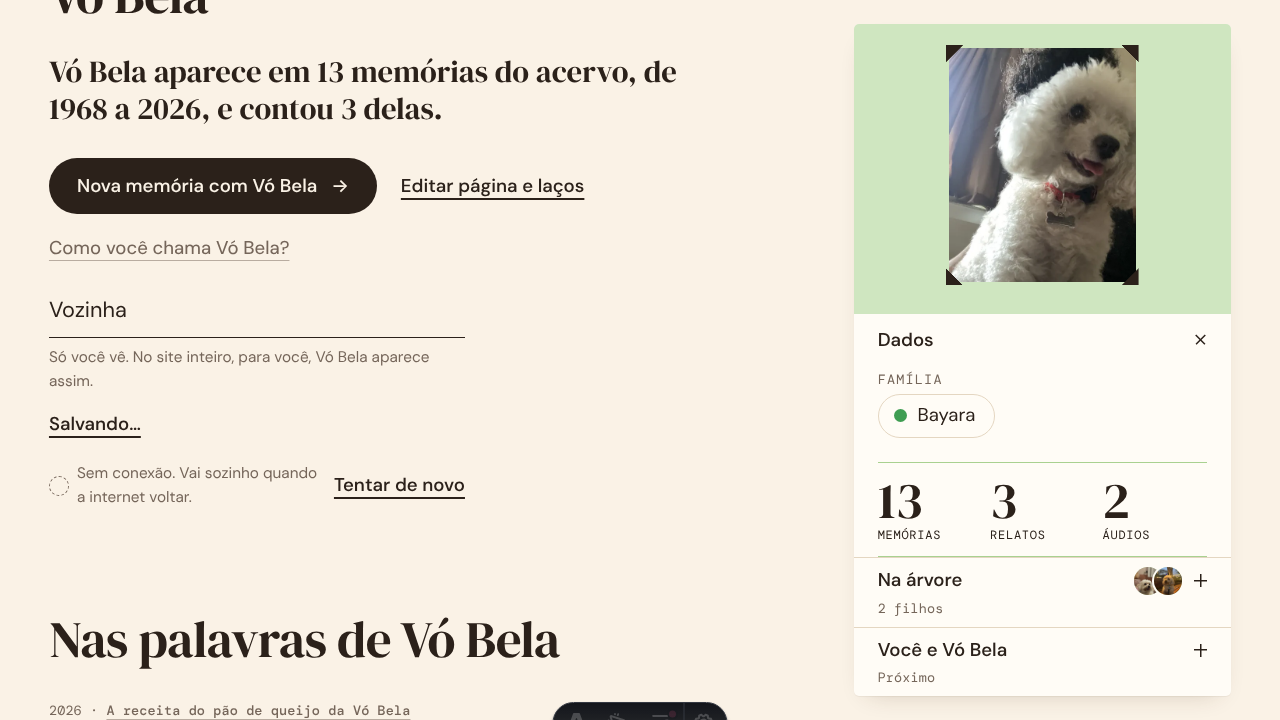 Vó Bela
Vó Bela aparece em 13 memórias do acervo, de
1968 a 2026, e contou 3 delas.
Nova memória com Vó Bela →
Editar página e laços
Como você chama Vó Bela?
Vozinha
Só você vê. No site inteiro, para você, Vó Bela aparece
assim.
Salvando…
Sem conexão. Vai sozinho quando
a internet voltar.
Tentar de novo
Nas palavras de Vó Bela
2026 · A receita do pão de queijo da Vó Bela
Dados ×
FAMÍLIA
Bayara
13 3 2
MEMÓRIAS RELATOS ÁUDIOS
Na árvore +
2 filhos
Você e Vó Bela +
Próximo